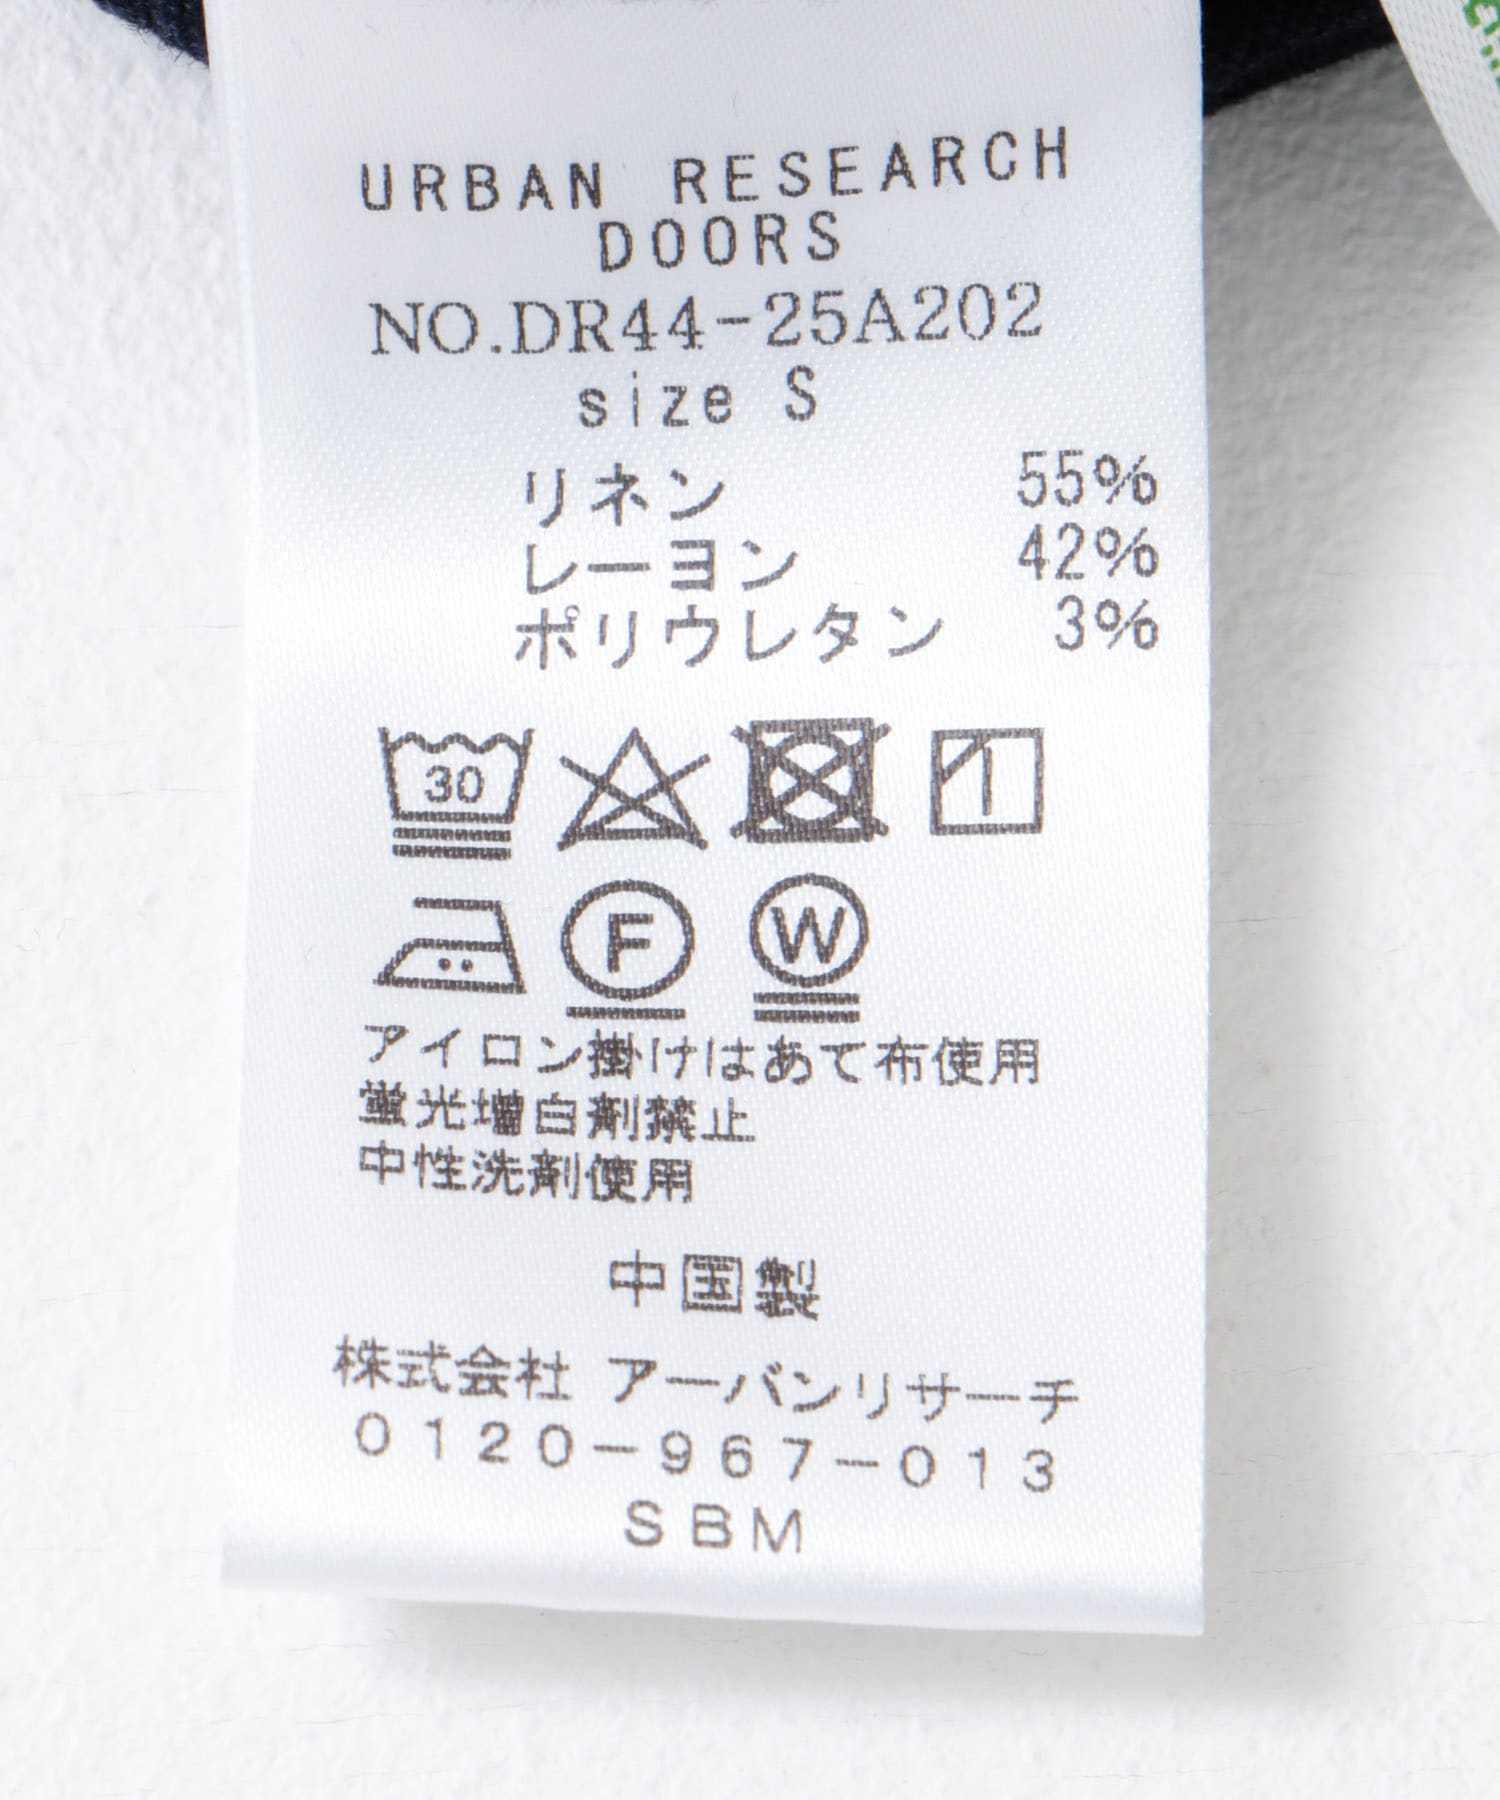 URBAN RESEARCH
DOORS
NO.DR44-25A202
size S
リネン 55%
レーヨン 42%
ポリウレタン 3%
30
F
W
アイロン掛けはあて布使用
蛍光増白剤禁止
中性洗剤使用
中国製
株式会社 アーバンリサーチ
0120-967-013
SBM